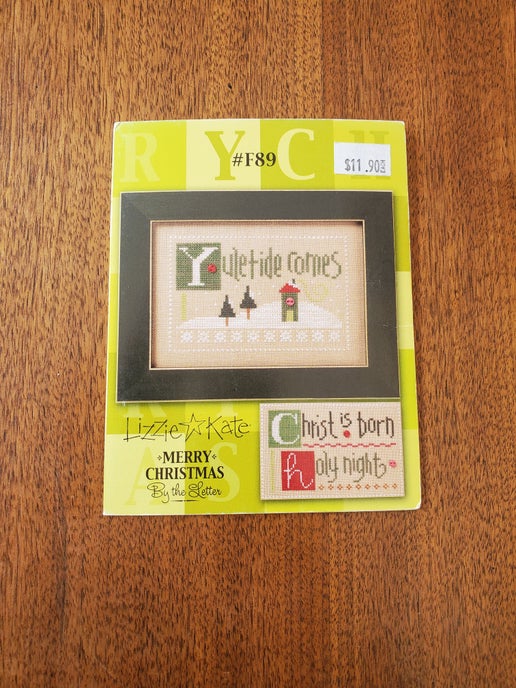 R Y C H
#F89
$11.90
Yuletide comes
Lizzie Kate
MERRY
CHRISTMAS
By the Letter
Christ is born
holy night
R Y
A S